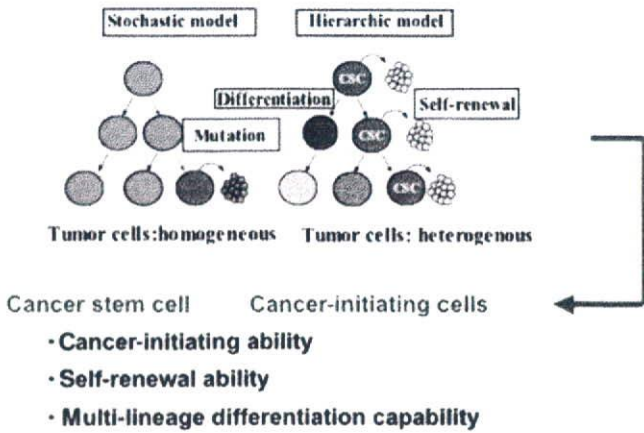 Stochastic model Hierarchic model
CSC
Differentiation Self-renewal
Mutation CSC
CSC
Tumor cells:homogeneous Tumor cells: heterogenous
Cancer stem cell Cancer-initiating cells
・Cancer-initiating ability
・Self-renewal ability
・Multi-lineage differentiation capability